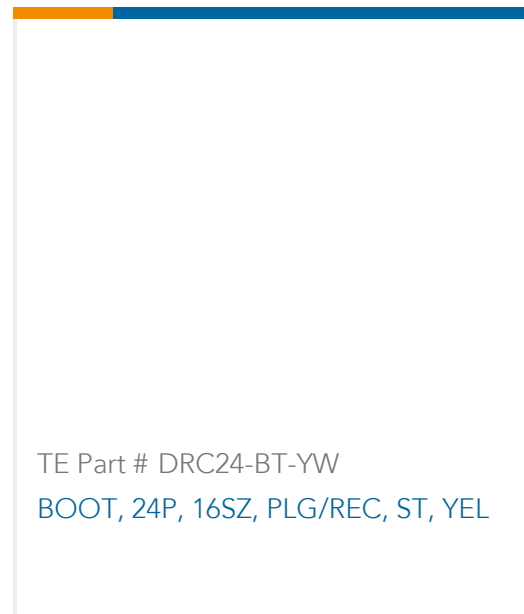 TE Part # DRC24-BT-YW
BOOT, 24P, 16SZ, PLG/REC, ST, YEL